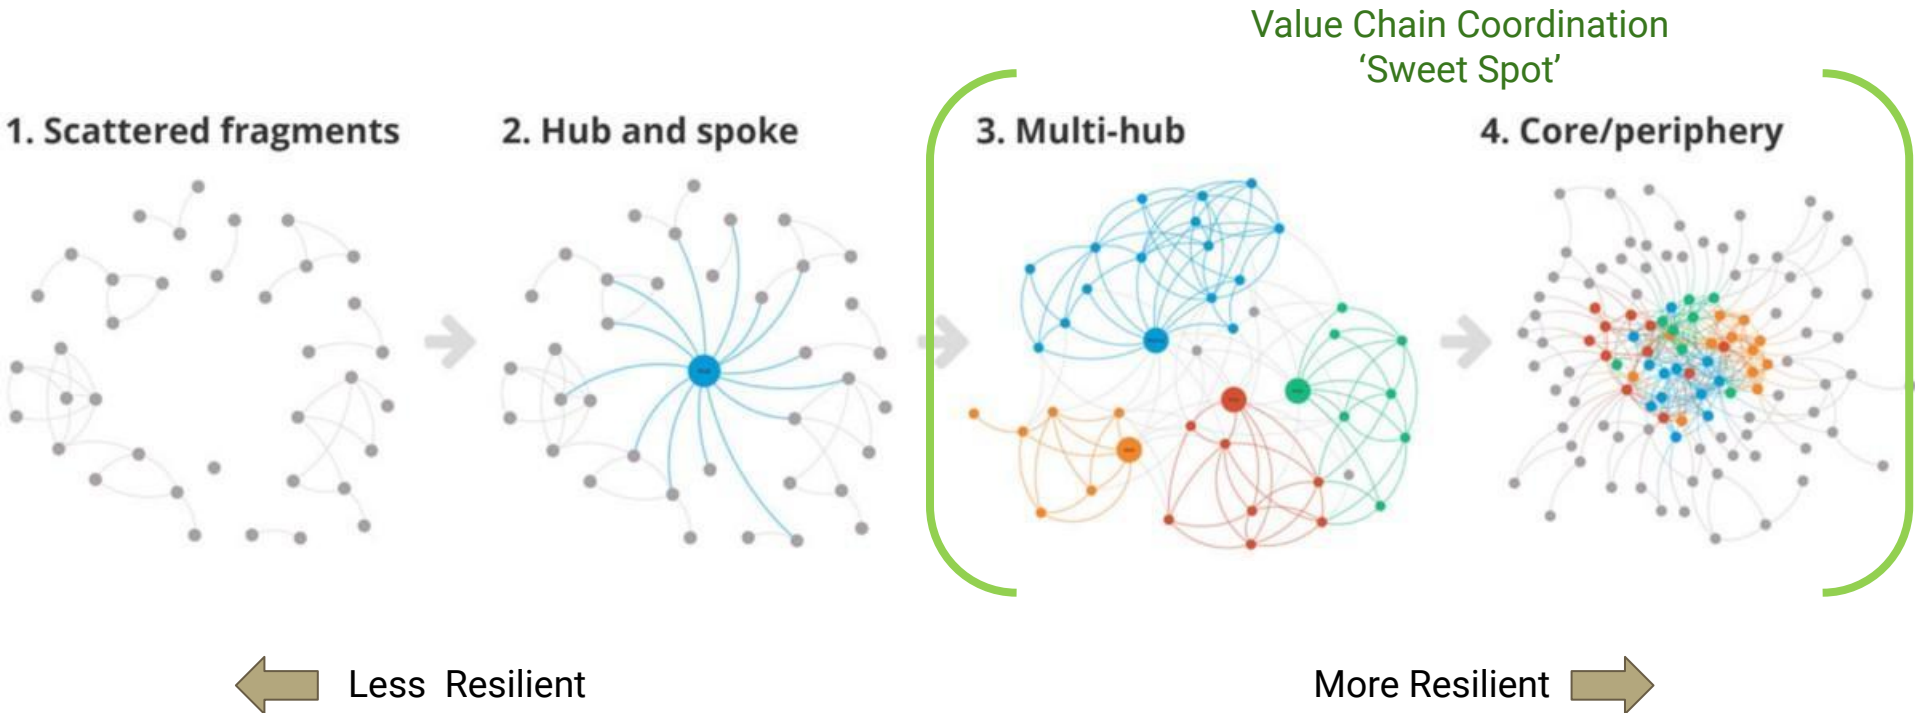 Value Chain Coordination
‘Sweet Spot’
1. Scattered fragments
2. Hub and spoke
3. Multi-hub
4. Core/periphery
Less  Resilient
More Resilient